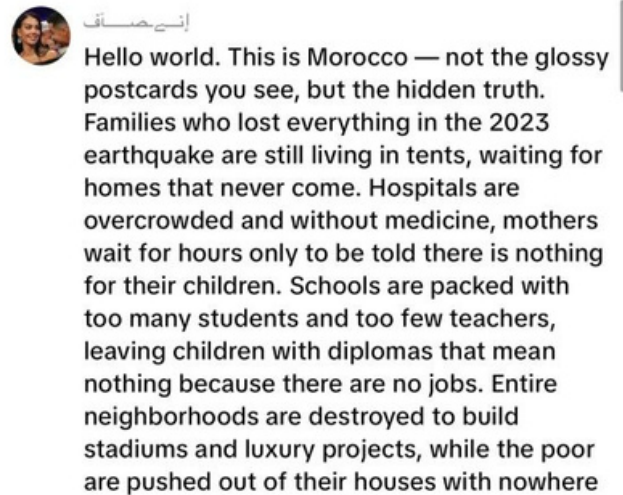 إنـصـاف
Hello world. This is Morocco — not the glossy
postcards you see, but the hidden truth.
Families who lost everything in the 2023
earthquake are still living in tents, waiting for
homes that never come. Hospitals are
overcrowded and without medicine, mothers
wait for hours only to be told there is nothing
for their children. Schools are packed with
too many students and too few teachers,
leaving children with diplomas that mean
nothing because there are no jobs. Entire
neighborhoods are destroyed to build
stadiums and luxury projects, while the poor
are pushed out of their houses with nowhere